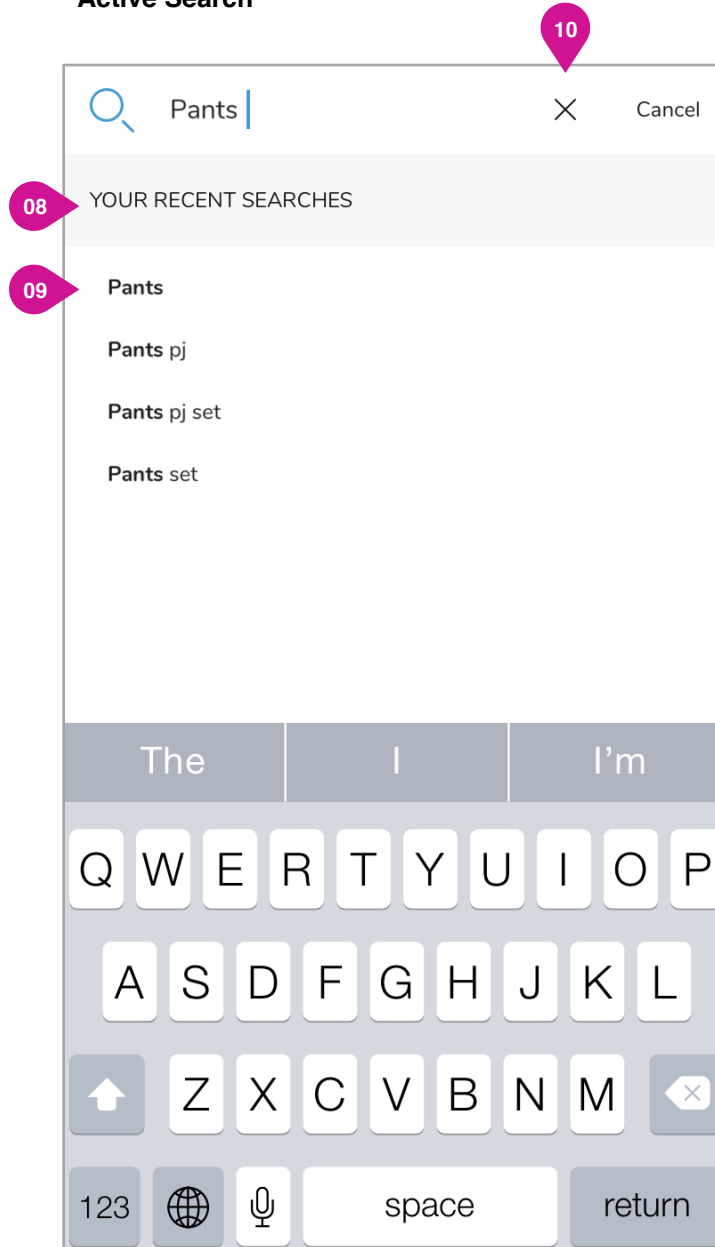 Active Search
10
Pants
Cancel
08
YOUR RECENT SEARCHES
09
Pants
Pants pj
Pants pj set
Pants set
The I I’m
Q W E R T Y U I O P
A S D F G H J K L
Z X C V B N M
123 space return